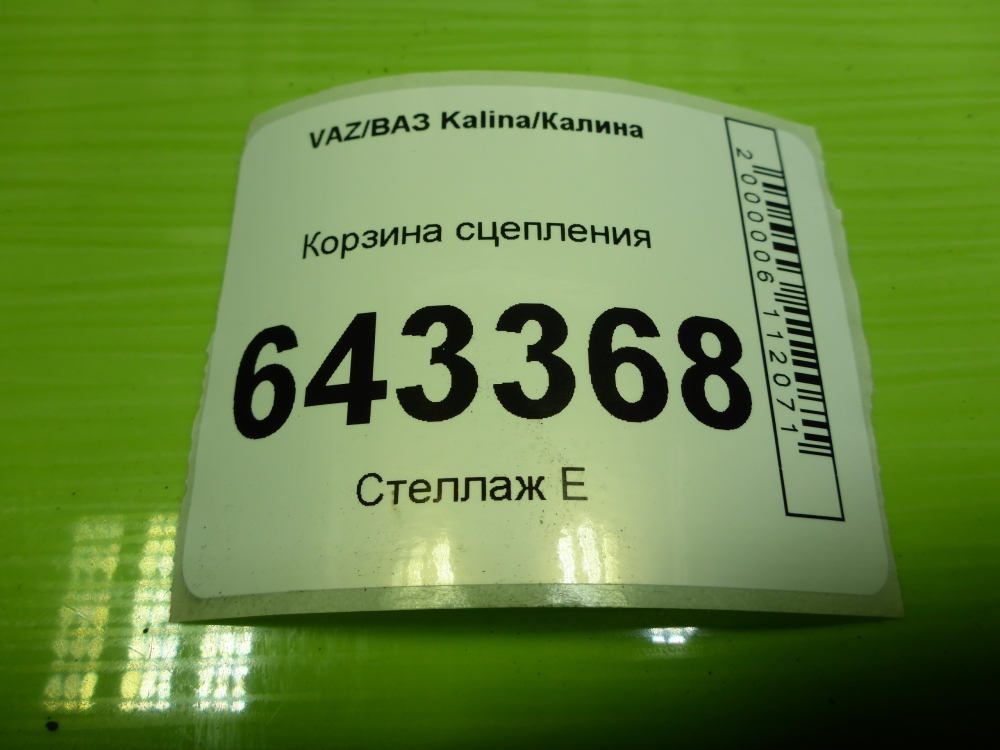 VAZ/ВАЗ Kalina/Калина
Корзина сцепления
643368
Стеллаж Е
2000006112071